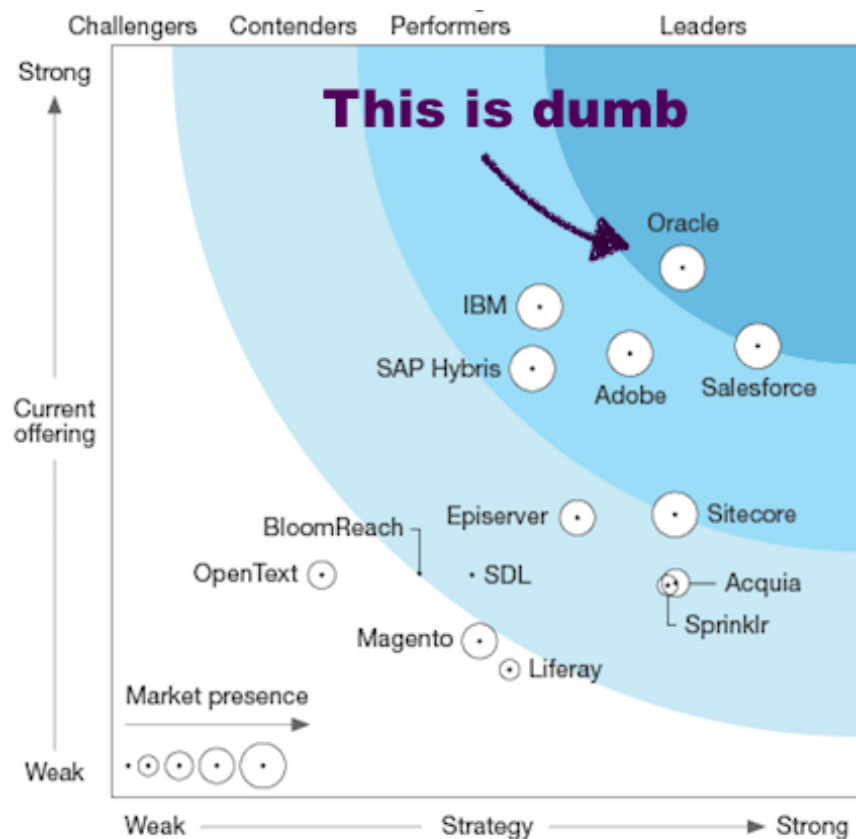 Challengers Contenders Performers Leaders
Strong
This is dumb
Oracle
IBM
SAP Hybris
Adobe
Salesforce
Current
offering
Episerver
Sitecore
BloomReach
OpenText
SDL
Acquia
Sprinklr
Magento
Liferay
Market presence
Weak
Weak Strategy Strong